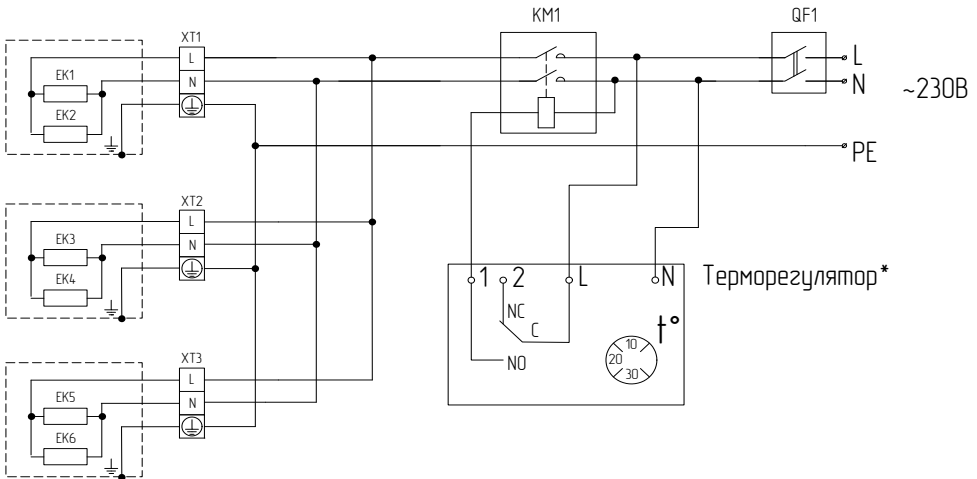 KM1
QF1
XT1
L
N
EK1
EK2
L
N
~230В
PE
XT2
L
N
EK3
EK4
1
2
L
N
Терморегулятор*
NC
C
NO
t°
10
20
30
XT3
L
N
EK5
EK6